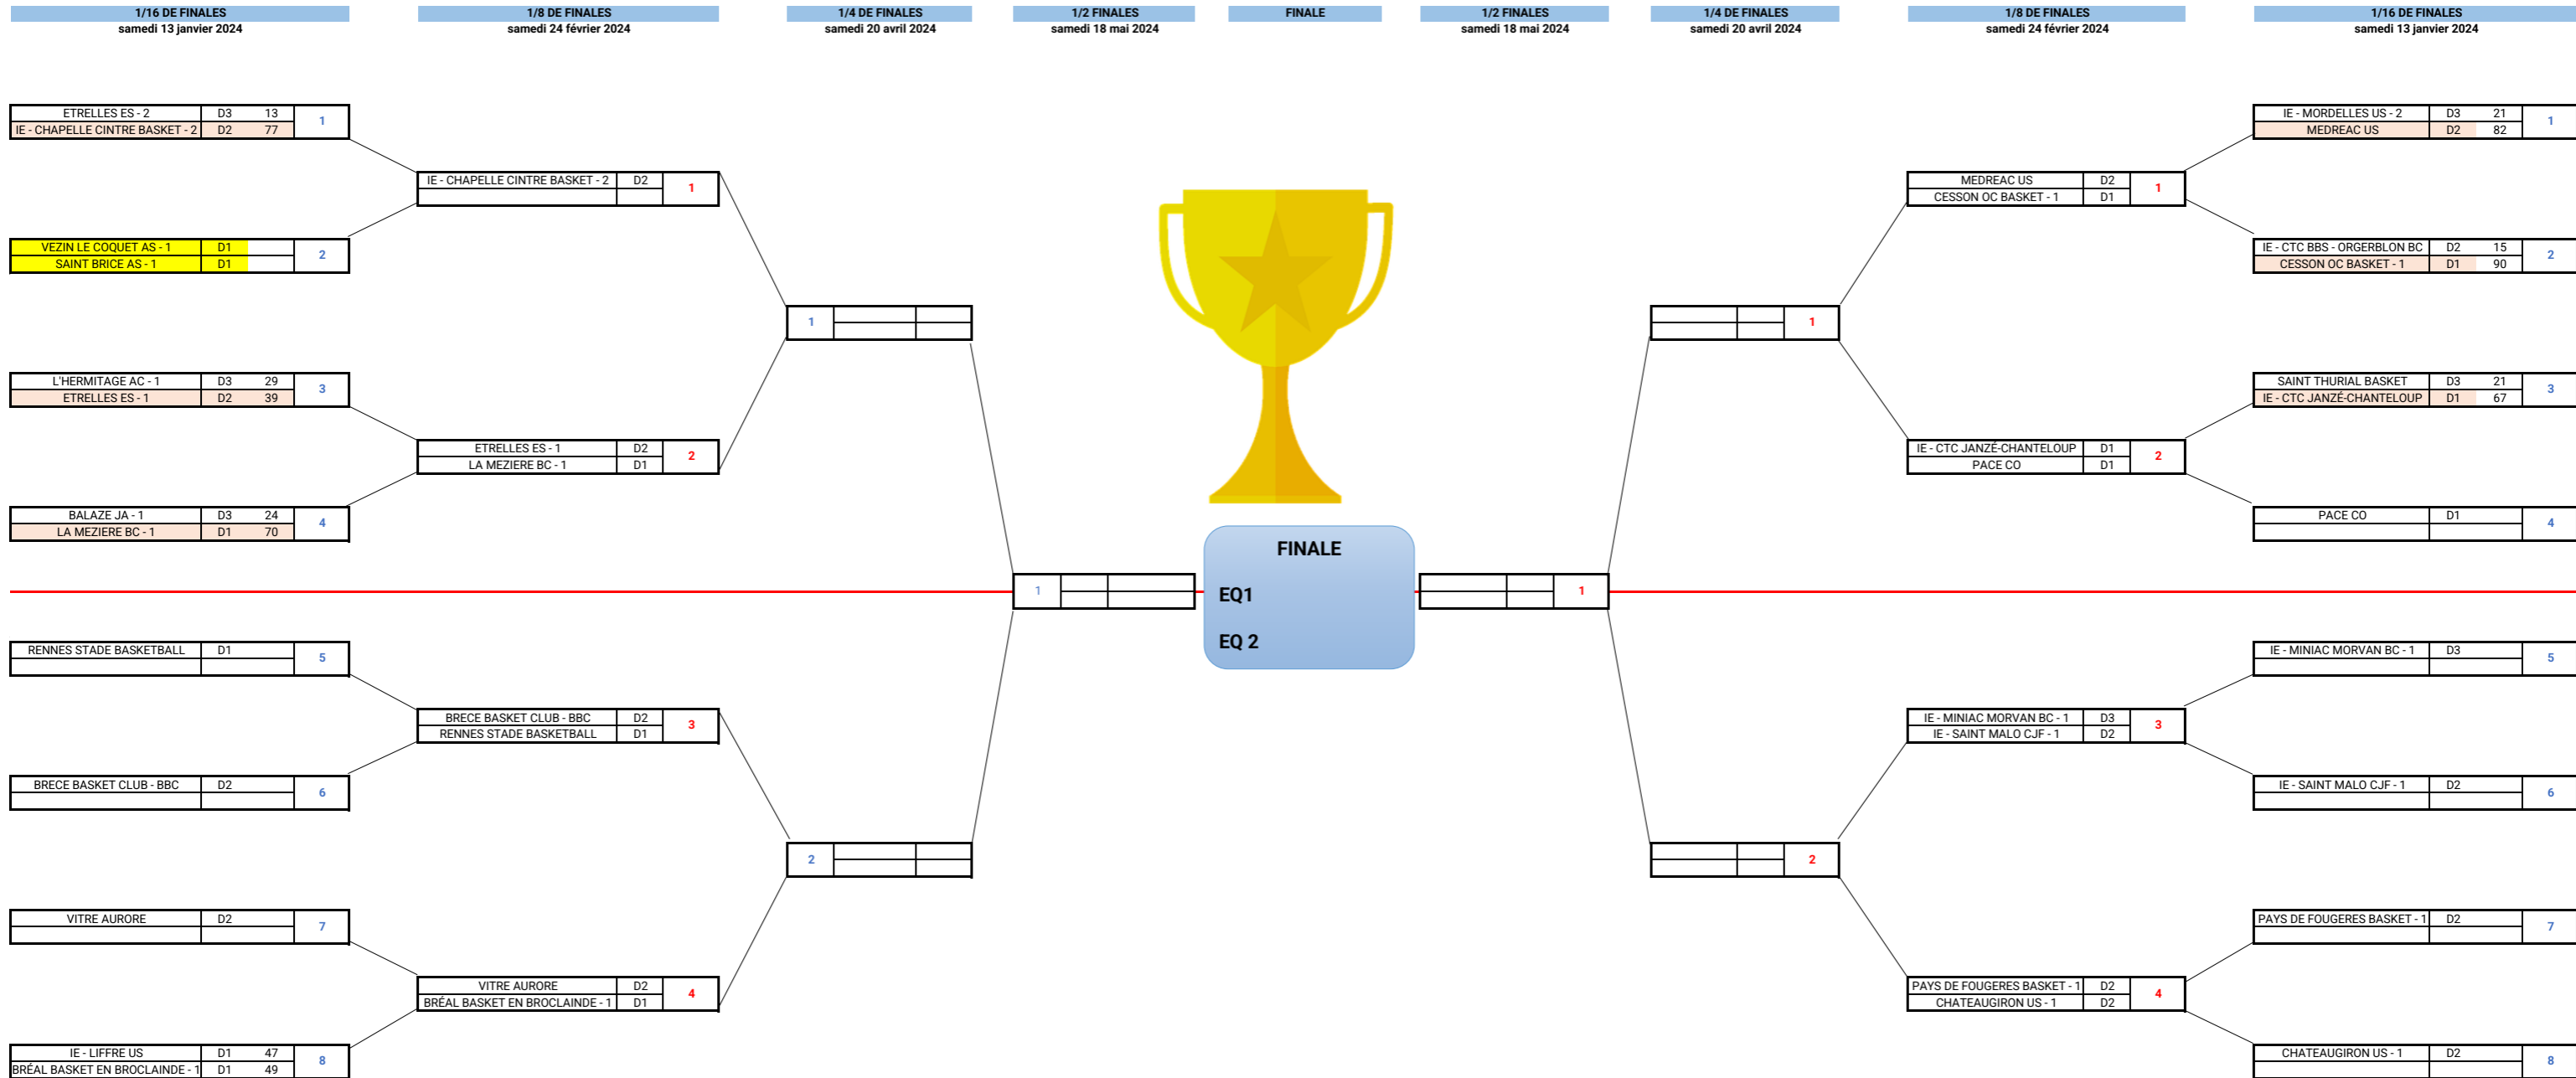 1/16 DE FINALES
samedi 13 janvier 2024
1/8 DE FINALES
samedi 24 février 2024
1/4 DE FINALES
samedi 20 avril 2024
1/2 FINALES
samedi 18 mai 2024
FINALE
1/2 FINALES
samedi 18 mai 2024
1/4 DE FINALES
samedi 20 avril 2024
1/8 DE FINALES
samedi 24 février 2024
1/16 DE FINALES
samedi 13 janvier 2024
ETRELLES ES - 2 D3 13
IE - CHAPELLE CINTRE BASKET - 2 D2 77
1
VEZIN LE COQUET AS - 1 D1
SAINT BRICE AS - 1 D1
2
L'HERMITAGE AC - 1 D3 29
ETRELLES ES - 1 D2 39
3
BALAZE JA - 1 D3 24
LA MEZIERE BC - 1 D1 70
4
RENNES STADE BASKETBALL D1
5
BRECE BASKET CLUB - BBC D2
6
VITRE AURORE D2
7
IE - LIFFRE US D1 47
BRÉAL BASKET EN BROCLAINDE - 1 D1 49
8
IE - CHAPELLE CINTRE BASKET - 2 D2
1
ETRELLES ES - 1 D2
LA MEZIERE BC - 1 D1
2
BRECE BASKET CLUB - BBC D2
RENNES STADE BASKETBALL D1
3
VITRE AURORE D2
BRÉAL BASKET EN BROCLAINDE - 1 D1
4
1
2
1
FINALE
EQ1
EQ 2
1
1
2
MEDREAC US D2
CESSON OC BASKET - 1 D1
1
IE - CTC JANZÉ-CHANTELOUP D1
PACE CO D1
2
IE - MINIAC MORVAN BC - 1 D3
IE - SAINT MALO CJF - 1 D2
3
PAYS DE FOUGERES BASKET - 1 D2
CHATEAUGIRON US - 1 D2
4
IE - MORDELLES US - 2 D3 21
MEDREAC US D2 82
1
IE - CTC BBS - ORGERBLON BC D2 15
CESSON OC BASKET - 1 D1 90
2
SAINT THURIAL BASKET D3 21
IE - CTC JANZÉ-CHANTELOUP D1 67
3
PACE CO D1
4
IE - MINIAC MORVAN BC - 1 D3
5
IE - SAINT MALO CJF - 1 D2
6
PAYS DE FOUGERES BASKET - 1 D2
7
CHATEAUGIRON US - 1 D2
8